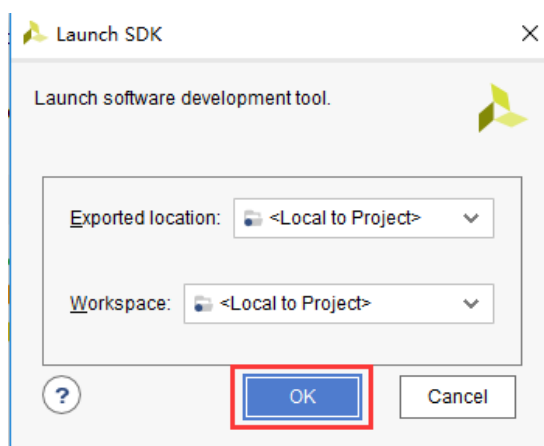 Launch SDK
Launch software development tool.
Exported location: <Local to Project>
Workspace: <Local to Project>
?
OK
Cancel